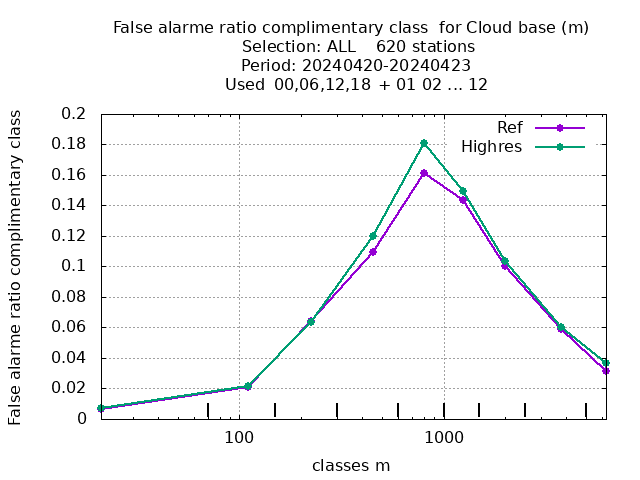 False alarme ratio complimentary class  for Cloud base (m)
Selection: ALL    620 stations
Period: 20240420-20240423
Used  00,06,12,18 + 01 02 ... 12
False alarme ratio complimentary class
0.2
0.18
0.16
0.14
0.12
0.1
0.08
0.06
0.04
0.02
0
Ref
Highres
100
1000
classes m